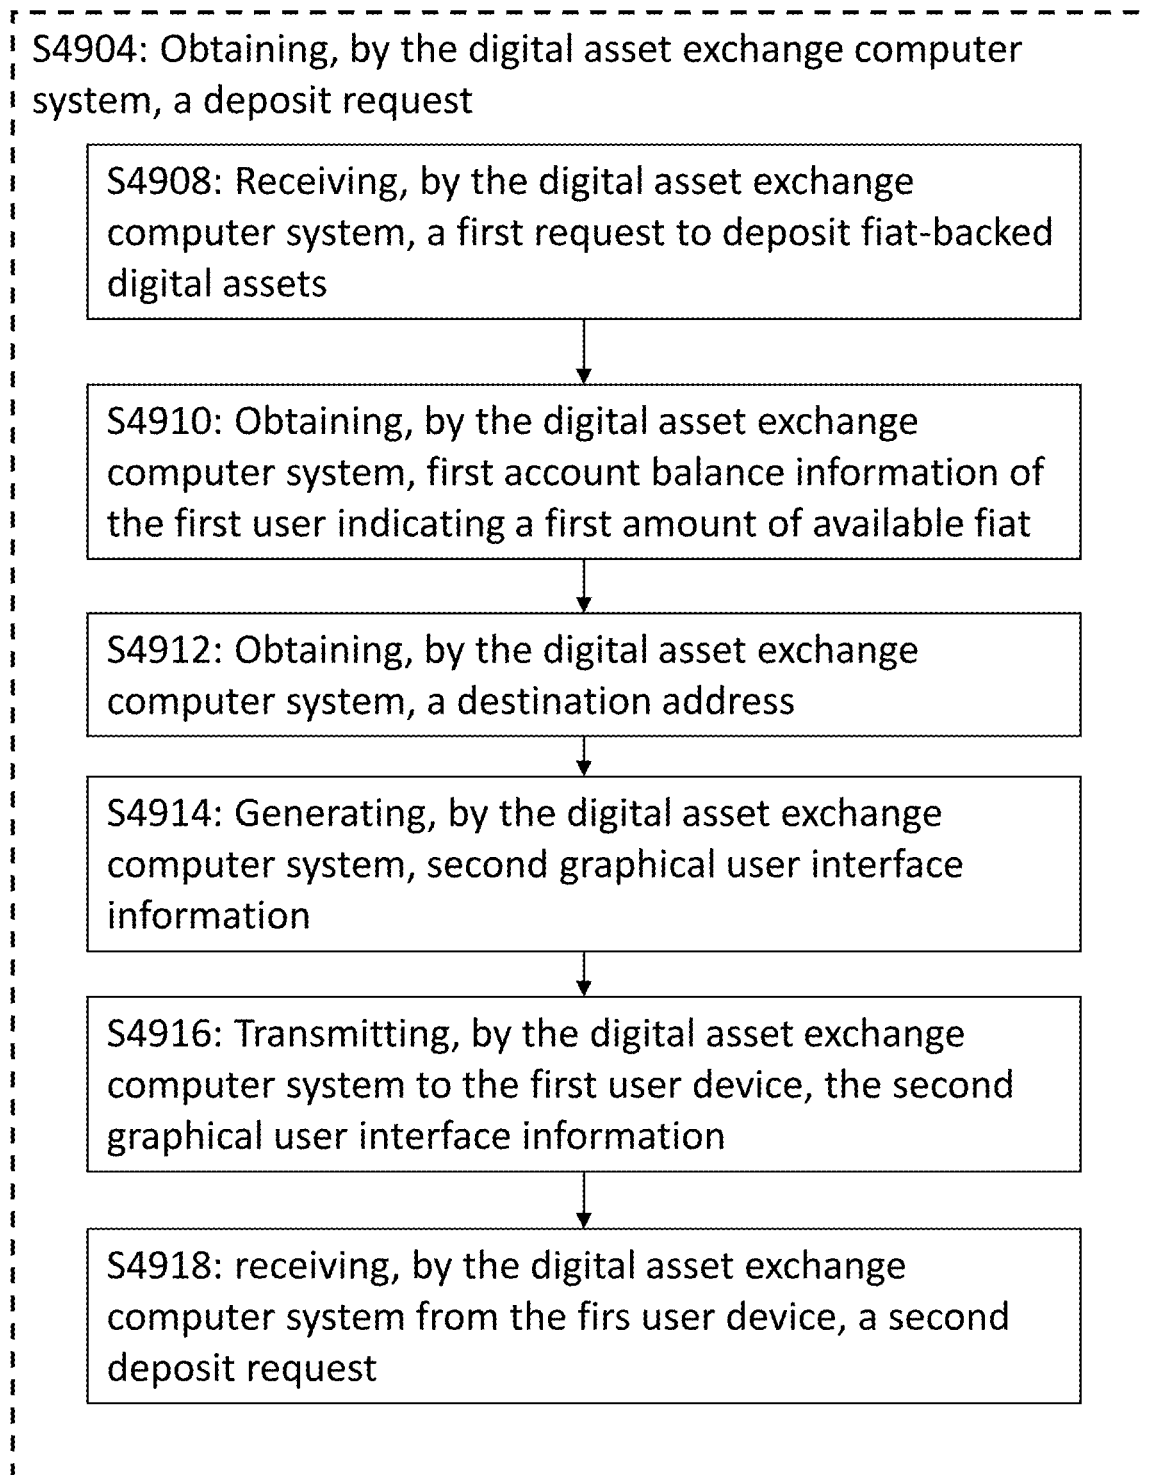 S4904: Obtaining, by the digital asset exchange computer
system, a deposit request
S4908: Receiving, by the digital asset exchange
computer system, a first request to deposit fiat-backed
digital assets
S4910: Obtaining, by the digital asset exchange
computer system, first account balance information of
the first user indicating a first amount of available fiat
S4912: Obtaining, by the digital asset exchange
computer system, a destination address
S4914: Generating, by the digital asset exchange
computer system, second graphical user interface
information
S4916: Transmitting, by the digital asset exchange
computer system to the first user device, the second
graphical user interface information
S4918: receiving, by the digital asset exchange
computer system from the firs user device, a second
deposit request